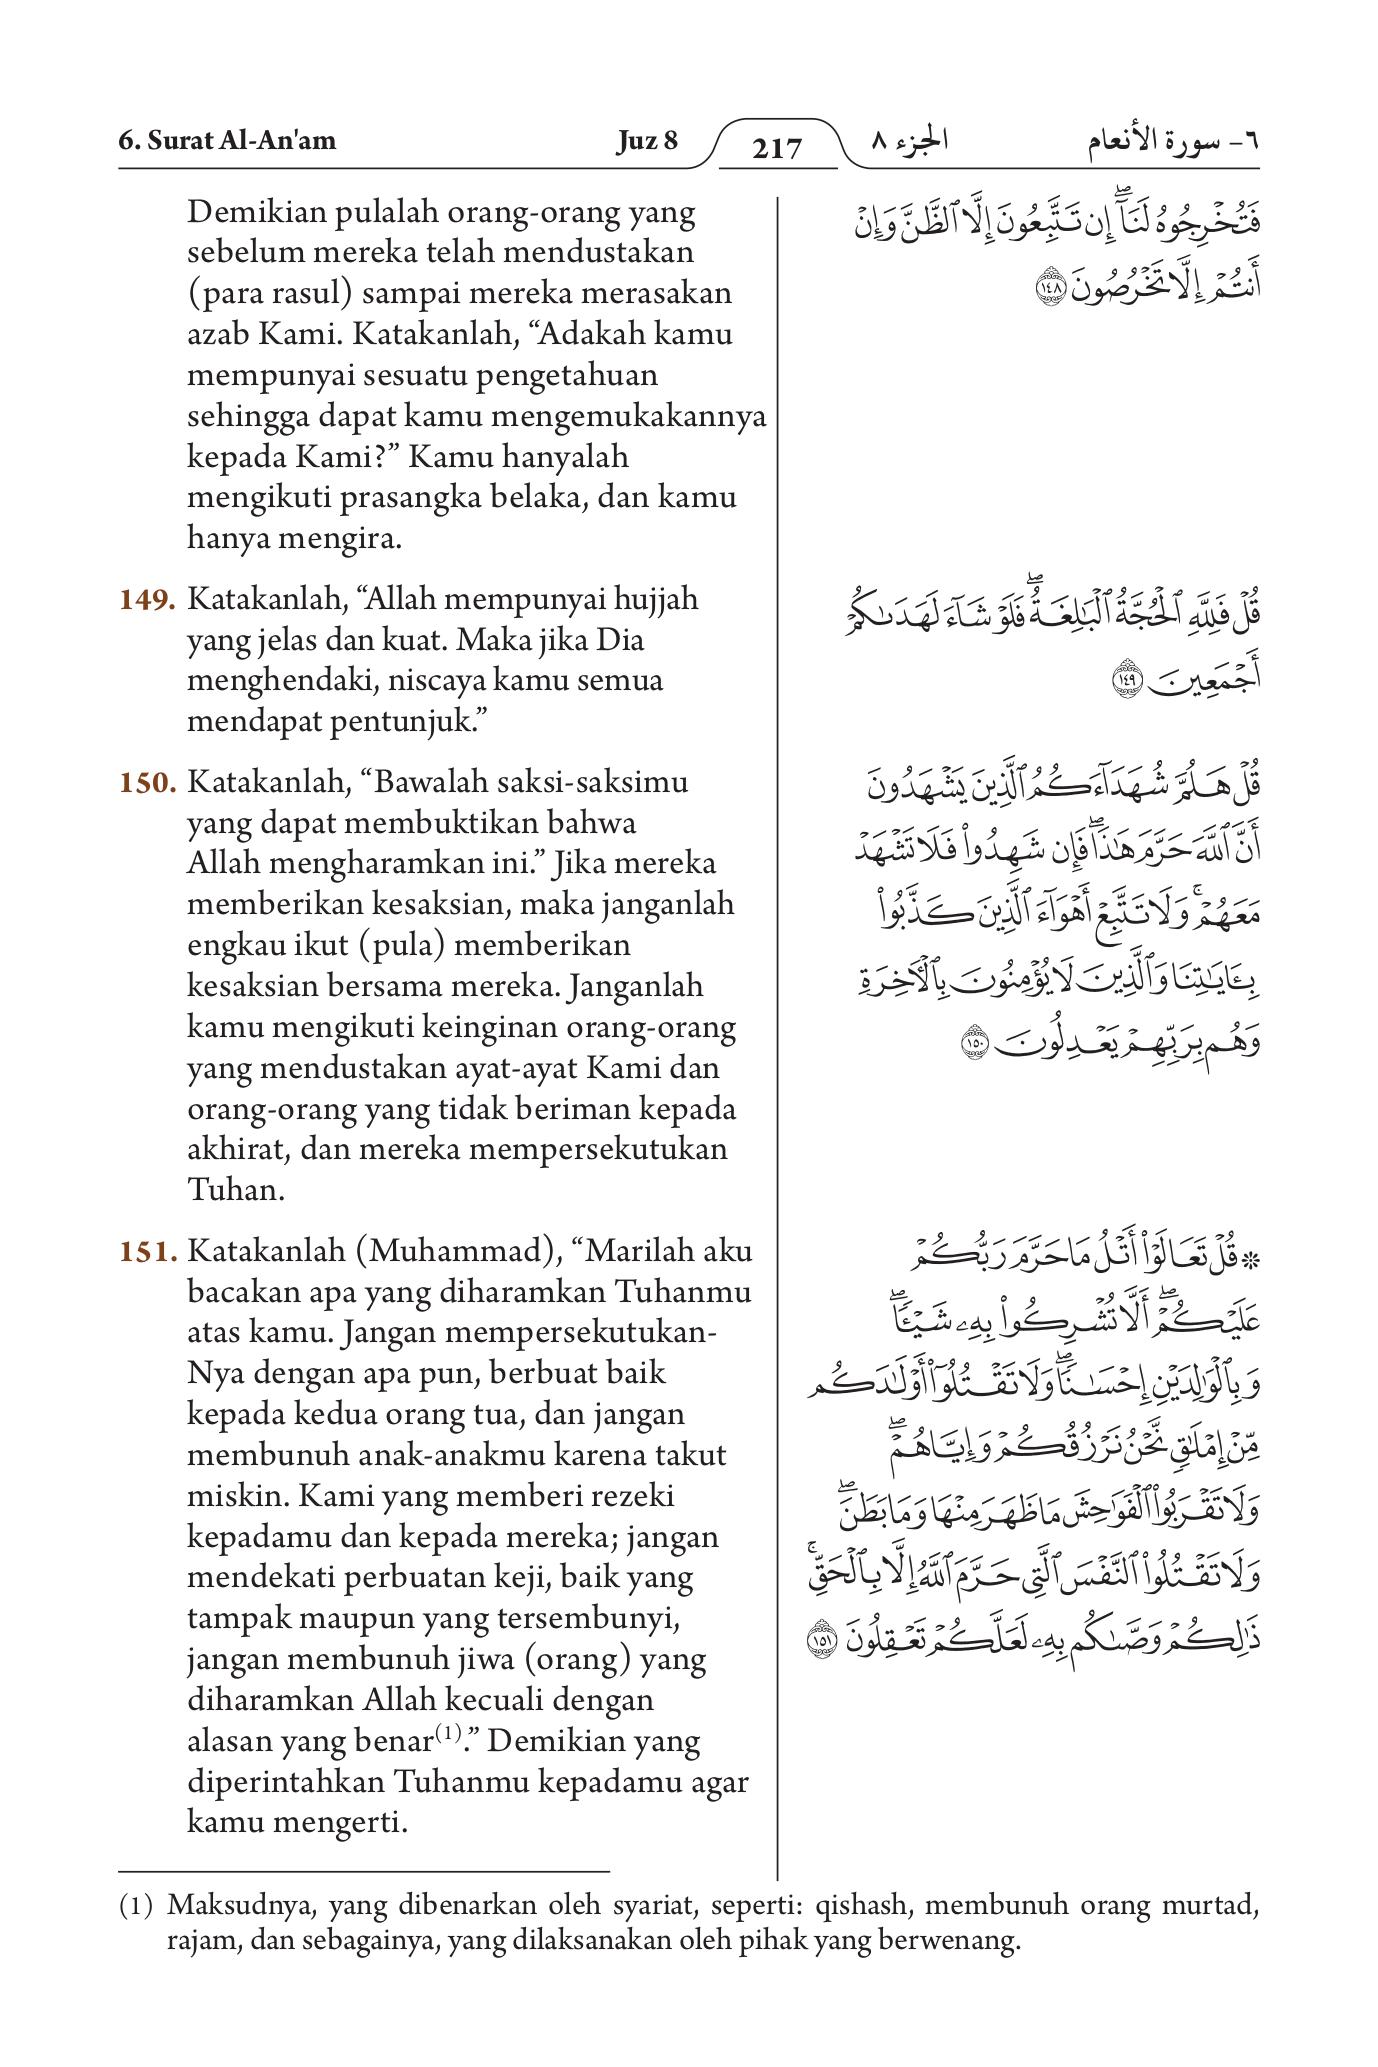 6. Surat Al-An'am
Juz 8
217
الجزء ٨
٦- سورة الأنعام
Demikian pulalah orang-orang yang
sebelum mereka telah mendustakan
(para rasul) sampai mereka merasakan
azab Kami. Katakanlah, “Adakah kamu
mempunyai sesuatu pengetahuan
sehingga dapat kamu mengemukakannya
kepada Kami?” Kamu hanyalah
mengikuti prasangka belaka, dan kamu
hanya mengira.
149. Katakanlah, “Allah mempunyai hujjah
yang jelas dan kuat. Maka jika Dia
menghendaki, niscaya kamu semua
mendapat pentunjuk.”
150. Katakanlah, “Bawalah saksi-saksimu
yang dapat membuktikan bahwa
Allah mengharamkan ini.” Jika mereka
memberikan kesaksian, maka janganlah
engkau ikut (pula) memberikan
kesaksian bersama mereka. Janganlah
kamu mengikuti keinginan orang-orang
yang mendustakan ayat-ayat Kami dan
orang-orang yang tidak beriman kepada
akhirat, dan mereka mempersekutukan
Tuhan.
151. Katakanlah (Muhammad), “Marilah aku
bacakan apa yang diharamkan Tuhanmu
atas kamu. Jangan mempersekutukan-
Nya dengan apa pun, berbuat baik
kepada kedua orang tua, dan jangan
membunuh anak-anakmu karena takut
miskin. Kami yang memberi rezeki
kepadamu dan kepada mereka; jangan
mendekati perbuatan keji, baik yang
tampak maupun yang tersembunyi,
jangan membunuh jiwa (orang) yang
diharamkan Allah kecuali dengan
alasan yang benar(1).” Demikian yang
diperintahkan Tuhanmu kepadamu agar
kamu mengerti.
فَتُخْرِجُوهُ لَنَآۖ إِن تَتَّبِعُونَ إِلَّا ٱلظَّنَّ وَإِنْ
أَنتُمْ إِلَّا تَخْرُصُونَ ١٤٨
قُلْ فَلِلَّهِ ٱلْحُجَّةُ ٱلْبَٰلِغَةُۖ فَلَوْ شَآءَ لَهَدَىٰكُمْ
أَجْمَعِينَ ١٤٩
قُلْ هَلُمَّ شُهَدَآءَكُمُ ٱلَّذِينَ يَشْهَدُونَ
أَنَّ ٱللَّهَ حَرَّمَ هَٰذَاۖ فَإِن شَهِدُوا۟ فَلَا تَشْهَدْ
مَعَهُمْۚ وَلَا تَتَّبِعْ أَهْوَآءَ ٱلَّذِينَ كَذَّبُوا۟
بِـَٔايَٰتِنَا وَٱلَّذِينَ لَا يُؤْمِنُونَ بِٱلْـَٔاخِرَةِ
وَهُم بِرَبِّهِمْ يَعْدِلُونَ ١٥٠
۞ قُلْ تَعَالَوْا۟ أَتْلُ مَا حَرَّمَ رَبُّكُمْ
عَلَيْكُمْۖ أَلَّا تُشْرِكُوا۟ بِهِۦ شَيْـًٔاۖ
وَبِٱلْوَٰلِدَيْنِ إِحْسَٰنًاۖ وَلَا تَقْتُلُوٓا۟ أَوْلَٰدَكُم
مِّنْ إِمْلَٰقٍ نَّحْنُ نَرْزُقُكُمْ وَإِيَّاهُمْۖ
وَلَا تَقْرَبُوا۟ ٱلْفَوَٰحِشَ مَا ظَهَرَ مِنْهَا وَمَا بَطَنَۖ
وَلَا تَقْتُلُوا۟ ٱلنَّفْسَ ٱلَّتِى حَرَّمَ ٱللَّهُ إِلَّا بِٱلْحَقِّۚ
ذَٰلِكُمْ وَصَّىٰكُم بِهِۦ لَعَلَّكُمْ تَعْقِلُونَ ١٥١
(1) Maksudnya, yang dibenarkan oleh syariat, seperti: qishash, membunuh orang murtad,
rajam, dan sebagainya, yang dilaksanakan oleh pihak yang berwenang.